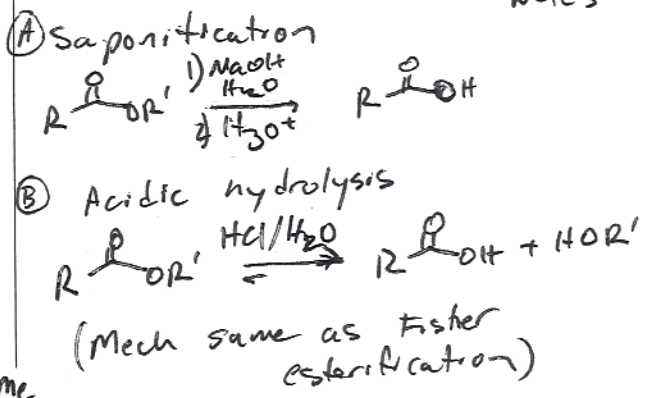 (A) Saponification
O 1) NaOH O
H2O
R OR' R OH
2) H3O+
(B) Acidic hydrolysis
O HCl/H2O O
R OR' R OH + HOR'
(Mech same as Fisher
esterification)
me